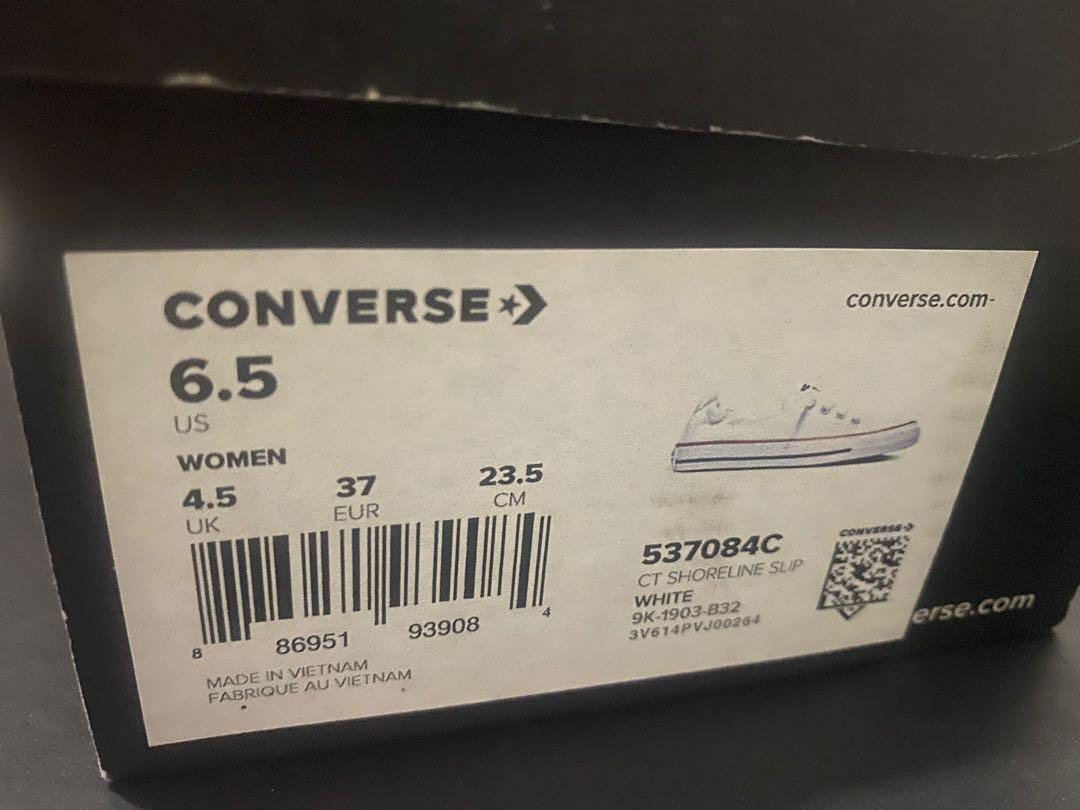 CONVERSE
converse.com-
6.5
US
WOMEN
4.5 37 23.5
UK EUR CM
8 86951 93908 4
MADE IN VIETNAM
FABRIQUE AU VIETNAM
537084C
CT SHORELINE SLIP
WHITE
9K-1903-B32
3V614PVJ00264
CONVERSE
erse.com